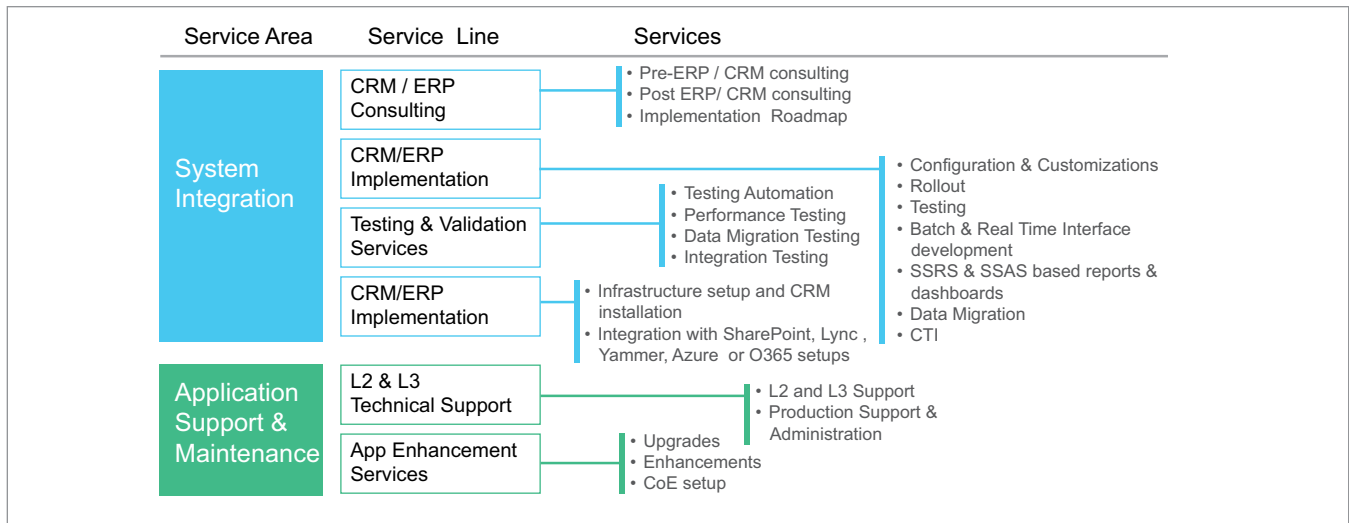 Service Area
Service Line
Services
System
Integration
CRM / ERP
Consulting
• Pre-ERP / CRM consulting
• Post ERP/ CRM consulting
• Implementation Roadmap
CRM/ERP
Implementation
• Configuration & Customizations
• Rollout
• Testing
• Batch & Real Time Interface
development
• SSRS & SSAS based reports &
• dashboards
• Data Migration
• CTI
Testing & Validation
Services
• Testing Automation
• Performance Testing
• Data Migration Testing
• Integration Testing
CRM/ERP
Implementation
• Infrastructure setup and CRM
installation
• Integration with SharePoint, Lync ,
Yammer, Azure or O365 setups
Application
Support &
Maintenance
L2 & L3
Technical Support
• L2 and L3 Support
• Production Support &
• Administration
App Enhancement
Services
• Upgrades
• Enhancements
• CoE setup